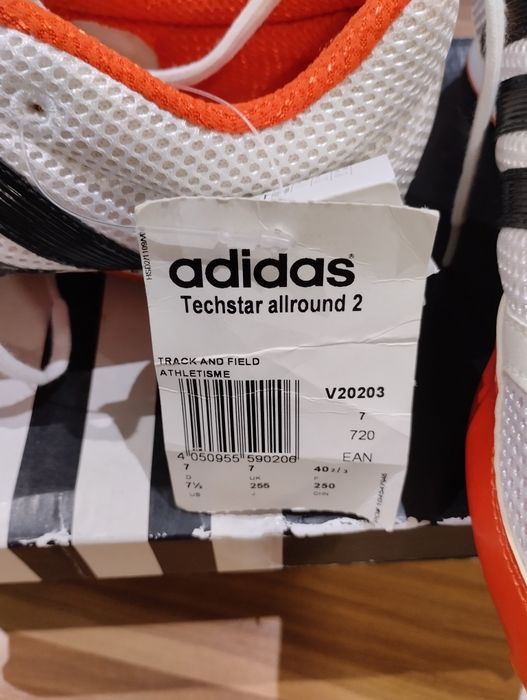 adidas
Techstar allround 2
TRACK AND FIELD
ATHLETISME
V20203
7
720
EAN
4 050955 590206
7 7 40 2/3
D UK F
7½ 255 250
US J CHN